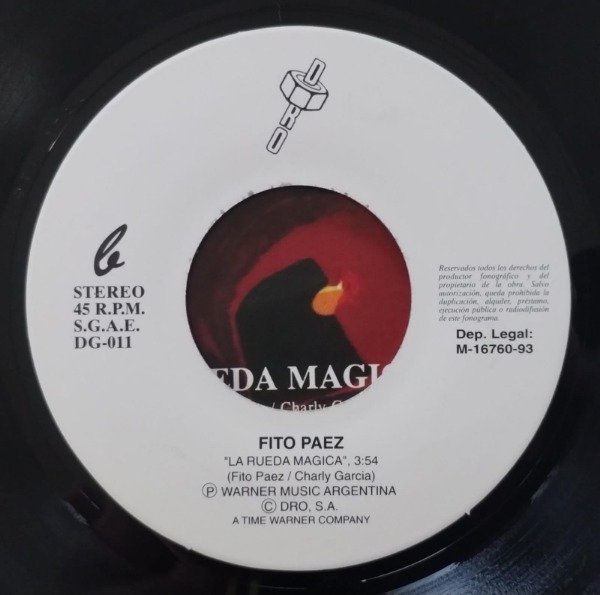 DRO
b
STEREO
45 R.P.M.
S.G.A.E.
DG-011
Reservados todos los derechos del
productor fonográfico y del
propietario de la obra. Salvo
autorización, queda prohibida la
duplicación, alquiler, préstamo,
ejecución pública o radiodifusión
de este fonograma.
Dep. Legal:
M-16760-93
EDA MAGI
/ Charly G
FITO PAEZ
"LA RUEDA MAGICA", 3:54
(Fito Paez / Charly Garcia)
Ⓟ WARNER MUSIC ARGENTINA
Ⓒ DRO, S.A.
A TIME WARNER COMPANY